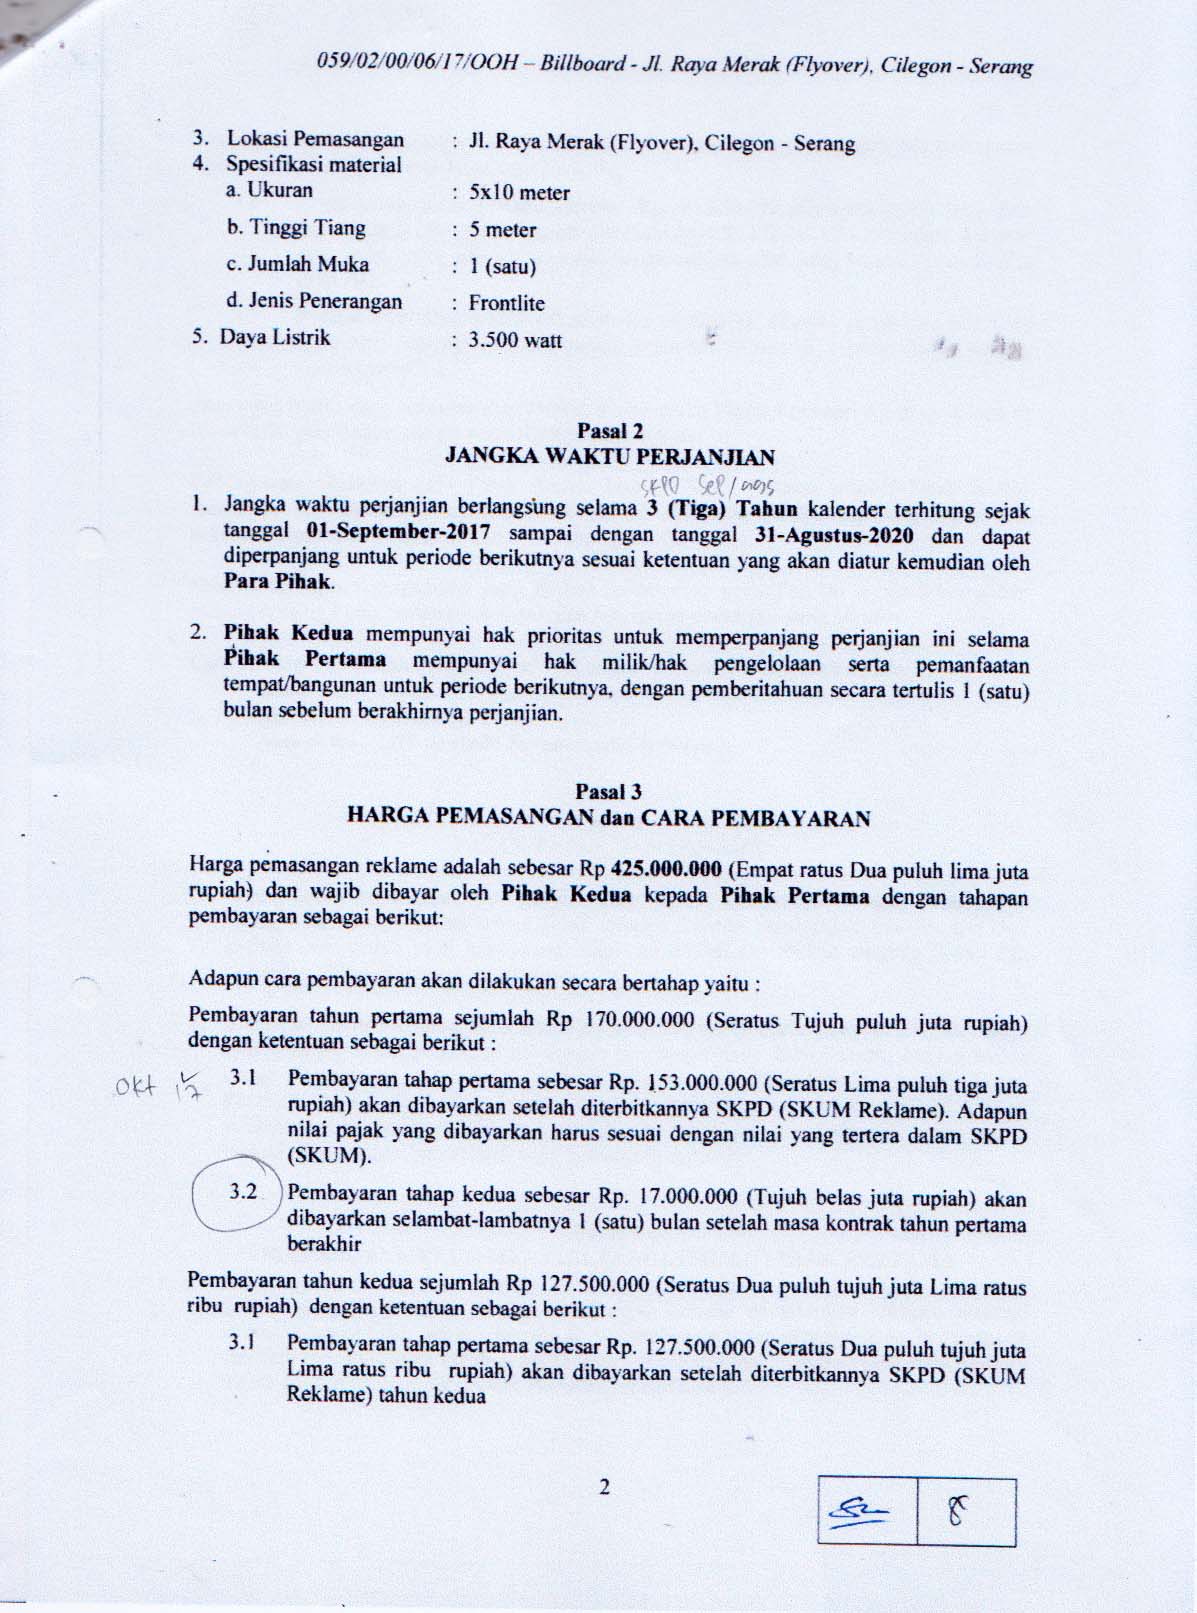 059/02/00/06/17/OOH – Billboard - Jl. Raya Merak (Flyover), Cilegon - Serang
3. Lokasi Pemasangan : Jl. Raya Merak (Flyover), Cilegon - Serang
4. Spesifikasi material
a. Ukuran : 5x10 meter
b. Tinggi Tiang : 5 meter
c. Jumlah Muka : 1 (satu)
d. Jenis Penerangan : Frontlite
5. Daya Listrik : 3.500 watt
Pasal 2
JANGKA WAKTU PERJANJIAN
SKPD Sep/ags
1. Jangka waktu perjanjian berlangsung selama 3 (Tiga) Tahun kalender terhitung sejak
tanggal 01-September-2017 sampai dengan tanggal 31-Agustus-2020 dan dapat
diperpanjang untuk periode berikutnya sesuai ketentuan yang akan diatur kemudian oleh
Para Pihak.
2. Pihak Kedua mempunyai hak prioritas untuk memperpanjang perjanjian ini selama
Pihak Pertama mempunyai hak milik/hak pengelolaan serta pemanfaatan
tempat/bangunan untuk periode berikutnya, dengan pemberitahuan secara tertulis 1 (satu)
bulan sebelum berakhirnya perjanjian.
Pasal 3
HARGA PEMASANGAN dan CARA PEMBAYARAN
Harga pemasangan reklame adalah sebesar Rp 425.000.000 (Empat ratus Dua puluh lima juta
rupiah) dan wajib dibayar oleh Pihak Kedua kepada Pihak Pertama dengan tahapan
pembayaran sebagai berikut:
Adapun cara pembayaran akan dilakukan secara bertahap yaitu :
Pembayaran tahun pertama sejumlah Rp 170.000.000 (Seratus Tujuh puluh juta rupiah)
dengan ketentuan sebagai berikut :
Okt 17 3.1 Pembayaran tahap pertama sebesar Rp. 153.000.000 (Seratus Lima puluh tiga juta
rupiah) akan dibayarkan setelah diterbitkannya SKPD (SKUM Reklame). Adapun
nilai pajak yang dibayarkan harus sesuai dengan nilai yang tertera dalam SKPD
(SKUM).
3.2 Pembayaran tahap kedua sebesar Rp. 17.000.000 (Tujuh belas juta rupiah) akan
dibayarkan selambat-lambatnya 1 (satu) bulan setelah masa kontrak tahun pertama
berakhir
Pembayaran tahun kedua sejumlah Rp 127.500.000 (Seratus Dua puluh tujuh juta Lima ratus
ribu rupiah) dengan ketentuan sebagai berikut :
3.1 Pembayaran tahap pertama sebesar Rp. 127.500.000 (Seratus Dua puluh tujuh juta
Lima ratus ribu rupiah) akan dibayarkan setelah diterbitkannya SKPD (SKUM
Reklame) tahun kedua
2